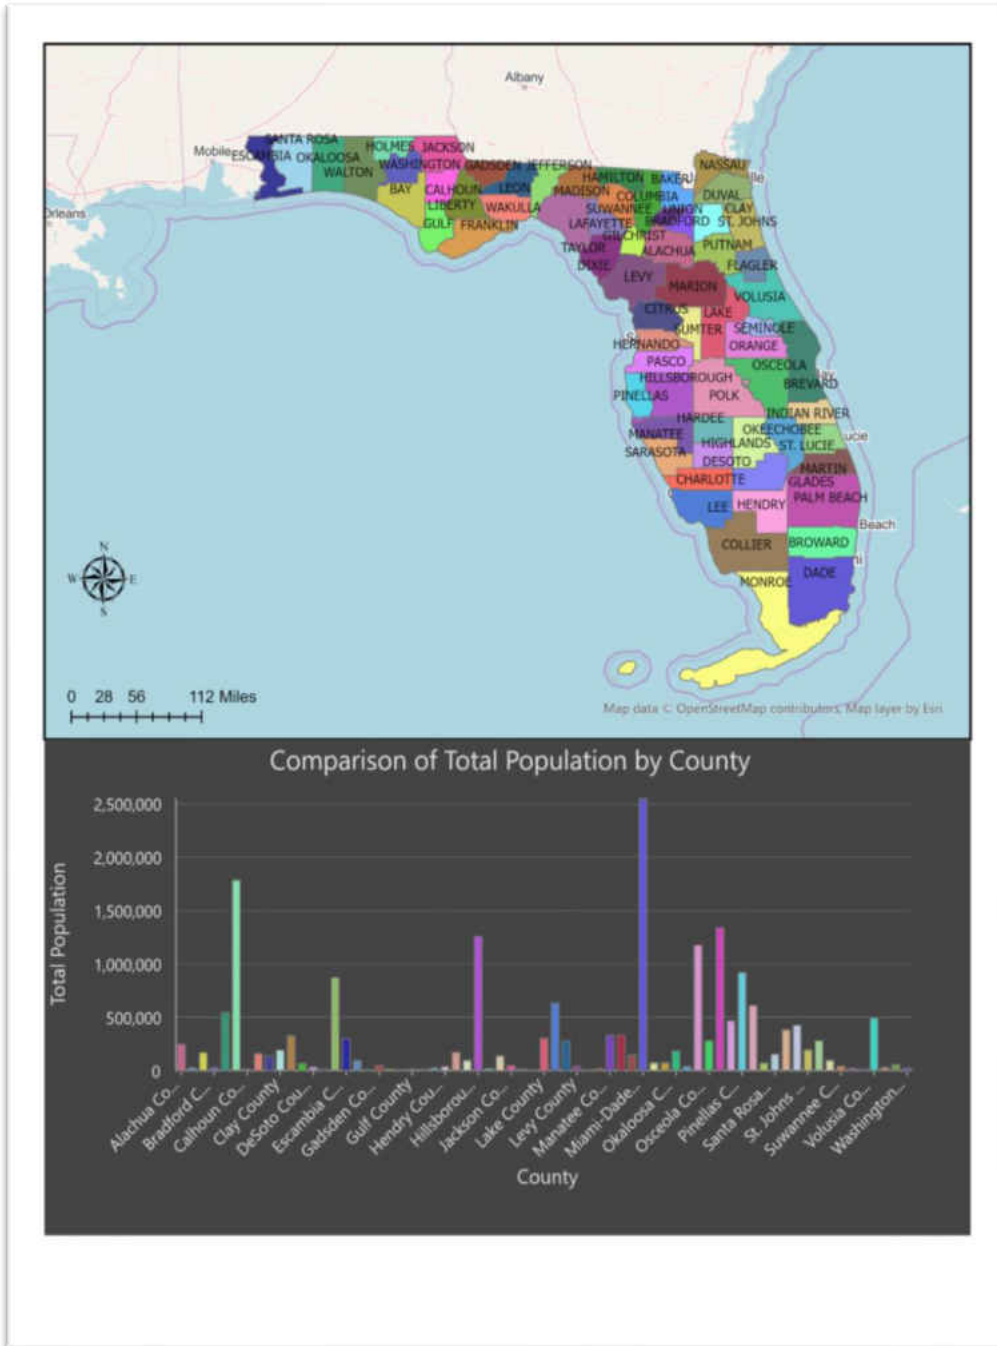 Albany
Mobile
SANTA ROSA
ESCAMBIA
OKALOOSA
WALTON
HOLMES
JACKSON
WASHINGTON
GADSDEN
JEFFERSON
BAY
CALHOUN
LEON
LIBERTY
WAKULLA
GULF
FRANKLIN
MADISON
HAMILTON
BAKER
NASSAU
lle
COLUMBIA
DUVAL
SUWANNEE
UNION
CLAY
LAFAYETTE
BRADFORD
ST. JOHNS
GILCHRIST
TAYLOR
ALACHUA
PUTNAM
DIXIE
FLAGLER
LEVY
MARION
VOLUSIA
CITRUS
LAKE
SUMTER
SEMINOLE
HERNANDO
ORANGE
PASCO
OSCEOLA
HILLSBOROUGH
BREVARD
PINELLAS
POLK
HARDEE
INDIAN RIVER
MANATEE
OKEECHOBEE
ucie
HIGHLANDS
ST. LUCIE
SARASOTA
DESOTO
MARTIN
CHARLOTTE
GLADES
PALM BEACH
LEE
HENDRY
Beach
COLLIER
BROWARD
DADE
MONROE
Orleans
N
W
E
S
0 28 56 112 Miles
Map data © OpenStreetMap contributors, Map layer by Esri
Comparison of Total Population by County
Total Population
2,500,000
2,000,000
1,500,000
1,000,000
500,000
0
Alachua Co...
Bradford C...
Calhoun Co...
Clay County
DeSoto Cou...
Escambia C...
Gadsden Co...
Gulf County
Hendry Cou...
Hillsborou...
Jackson Co...
Lake County
Levy County
Manatee Co...
Miami-Dade...
Okaloosa C...
Osceola Co...
Pinellas C...
Santa Rosa...
St. Johns ...
Suwannee C...
Volusia Co...
Washington...
County